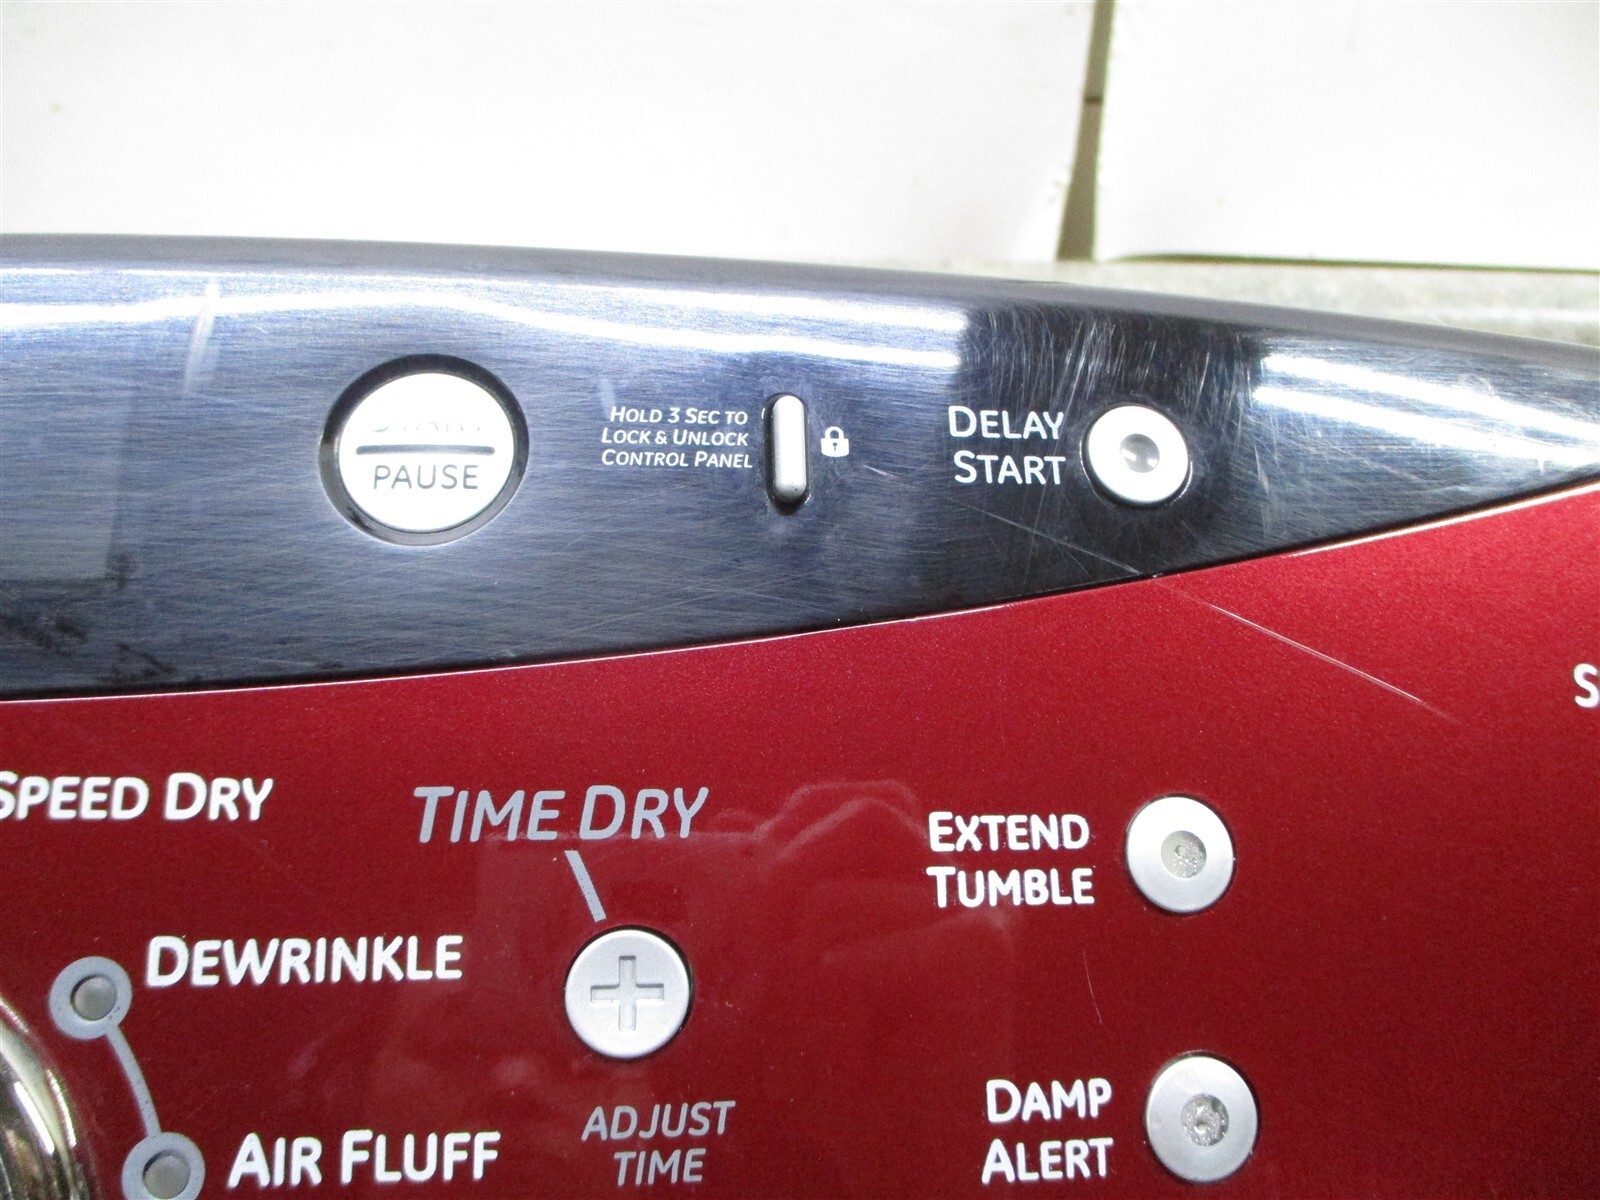 START
PAUSE
HOLD 3 SEC TO
LOCK & UNLOCK
CONTROL PANEL
DELAY
START
SPEED DRY
TIME DRY
EXTEND
TUMBLE
DEWRINKLE
ADJUST
TIME
DAMP
ALERT
AIR FLUFF